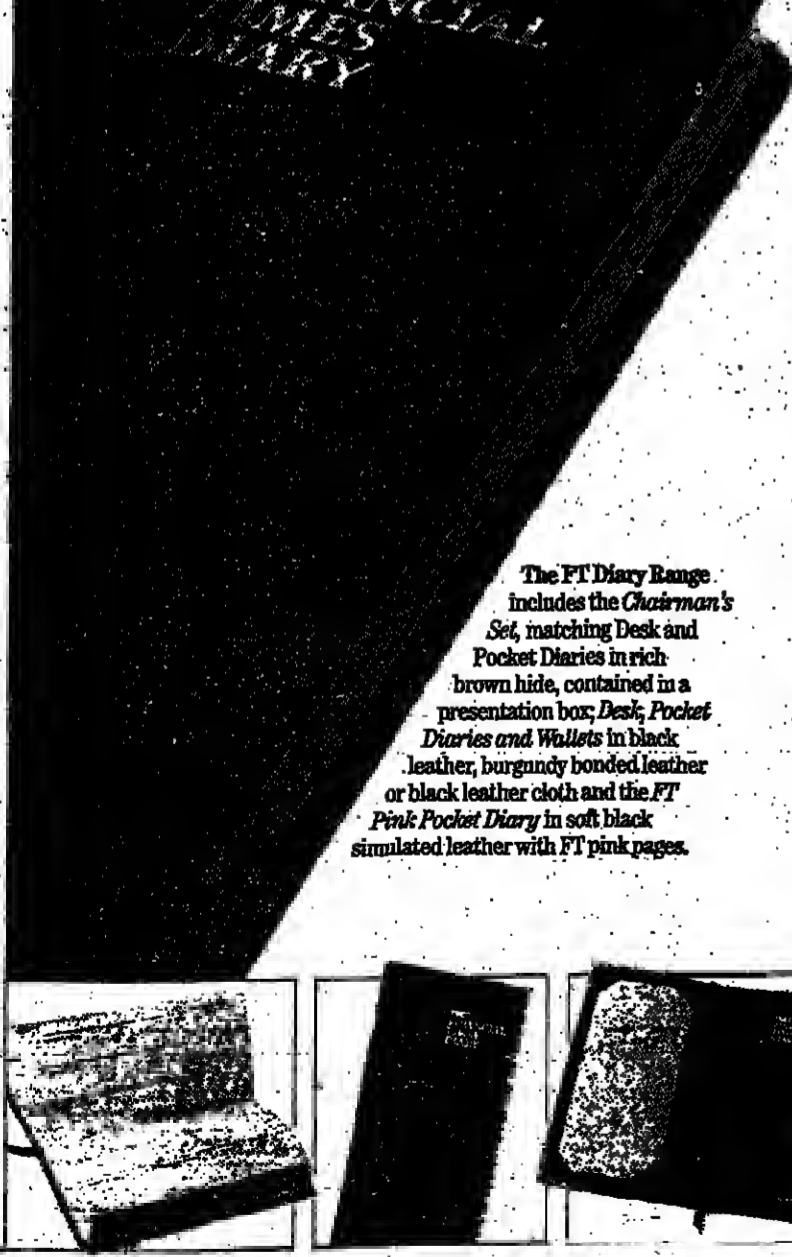 DIARY
The FT Diary Range
includes the Chairman's
Set, matching Desk and
Pocket Diaries in rich
brown hide, contained in a
presentation box; Desk, Pocket
Diaries and Wallets in black
leather, burgundy bonded leather
or black leather cloth and the FT
Pink Pocket Diary in soft black
simulated leather with FT pink pages.